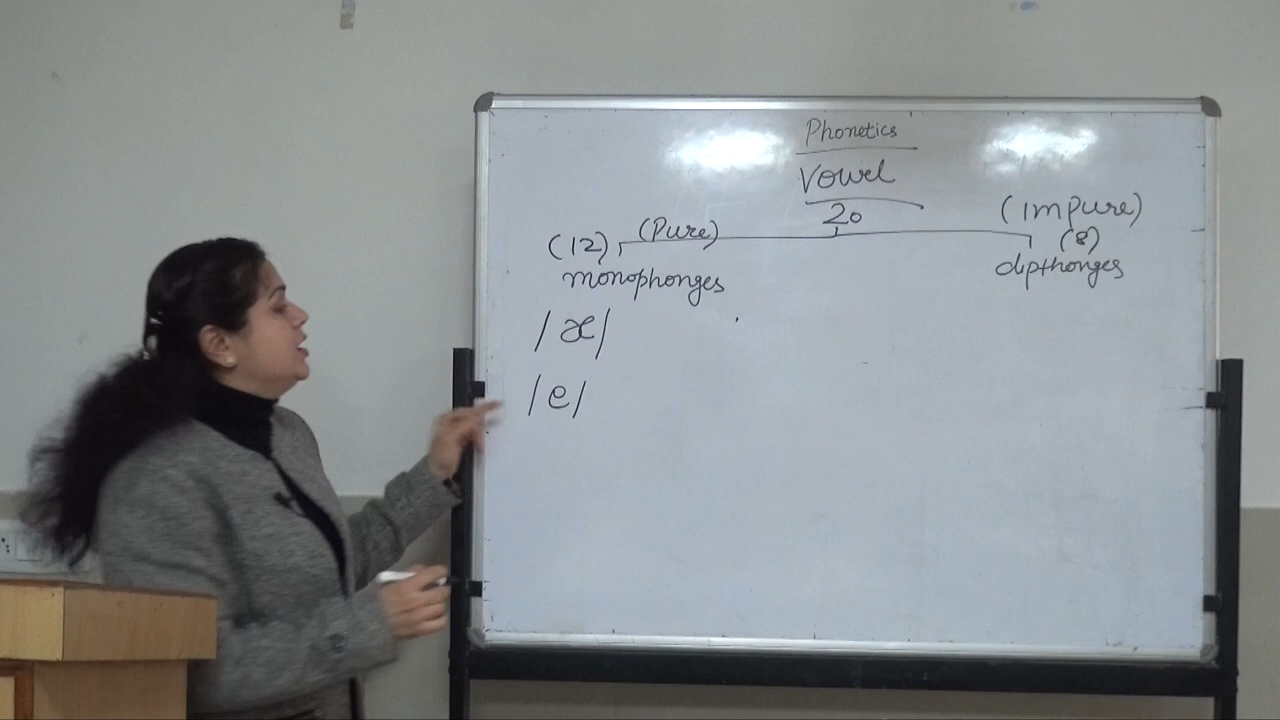 Phonetics
Vowel
20
(12) (Pure)
monophonges
(Impure)
(8)
dipthonges
/æ/
/e/